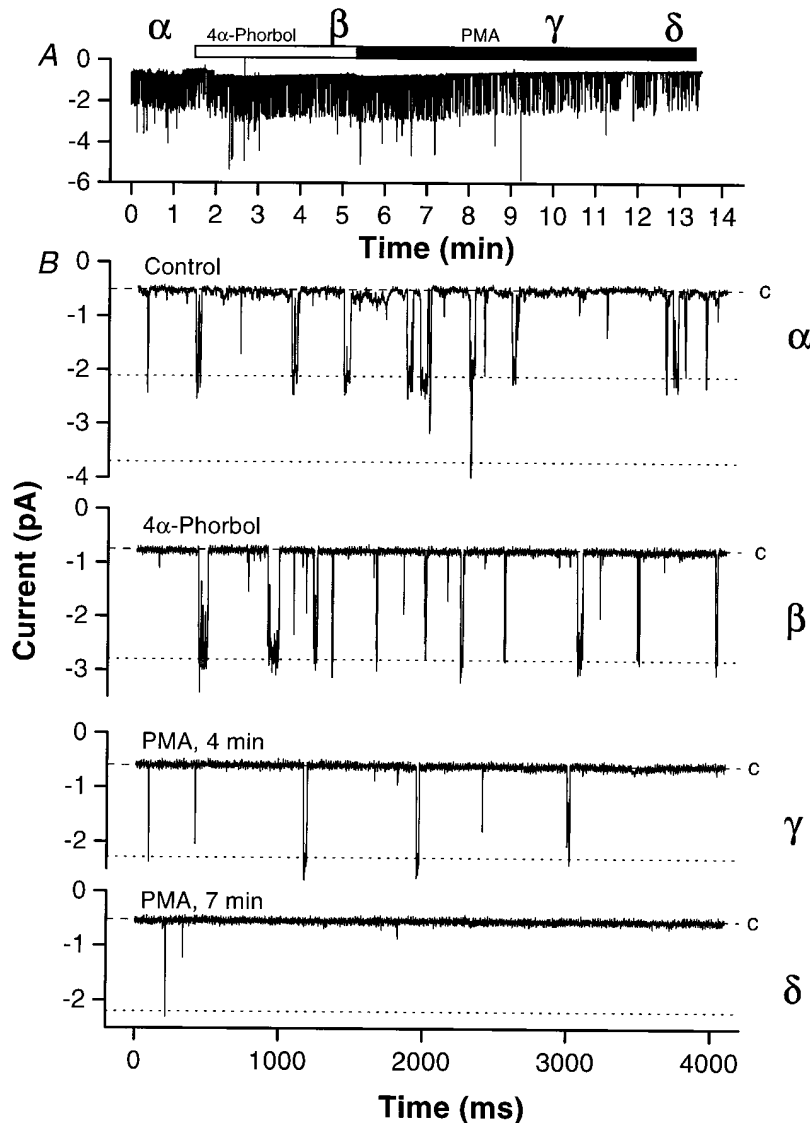 α 4α-Phorbol β PMA γ δ
A
0
-2
-4
-6
0 1 2 3 4 5 6 7 8 9 10 11 12 13 14
Time (min)
B
0
-1
-2
-3
-4
Control
c
α
Current (pA)
0
-1
-2
-3
4α-Phorbol
c
β
0
-1
-2
PMA, 4 min
c
γ
0
-1
-2
PMA, 7 min
c
δ
0 1000 2000 3000 4000
Time (ms)